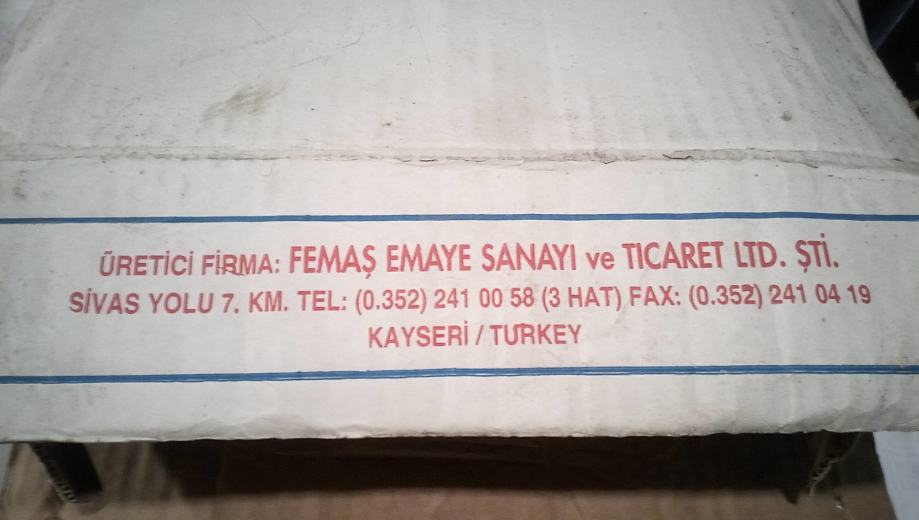 ÜRETİCİ FİRMA: FEMAŞ EMAYE SANAYI ve TICARET LTD. ŞTİ.
SİVAS YOLU 7. KM. TEL: (0.352) 241 00 58 (3 HAT) FAX: (0.352) 241 04 19
KAYSERİ / TURKEY